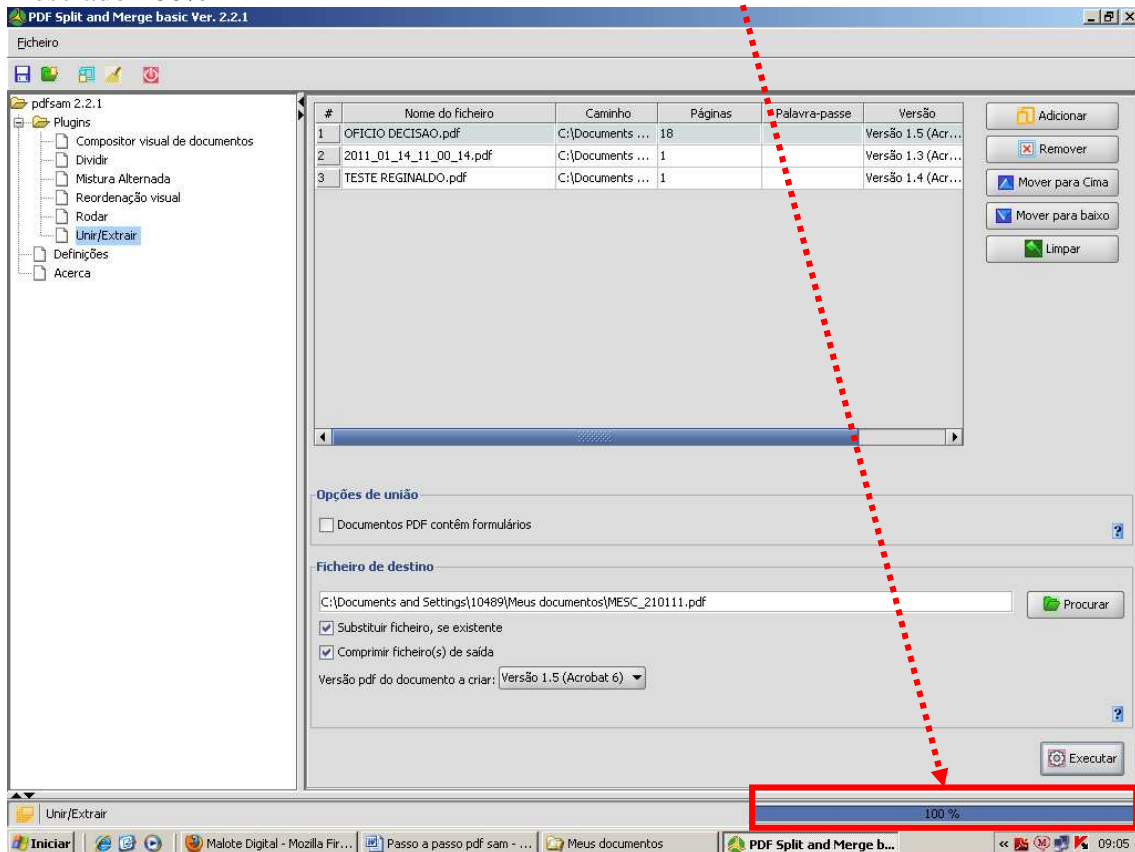 PDF Split and Merge basic Ver. 2.2.1
Ficheiro
pdfsam 2.2.1
Plugins
Compositor visual de documentos
Dividir
Mistura Alternada
Reordenação visual
Rodar
Unir/Extrair
Definições
Acerca
# Nome do ficheiro Caminho Páginas Palavra-passe Versão
1 OFICIO DECISAO.pdf C:\Documents ... 18 Versão 1.5 (Acr...
2 2011_01_14_11_00_14.pdf C:\Documents ... 1 Versão 1.3 (Acr...
3 TESTE REGINALDO.pdf C:\Documents ... 1 Versão 1.4 (Acr...
Adicionar
Remover
Mover para Cima
Mover para baixo
Limpar
Opções de união
Documentos PDF contêm formulários
?
Ficheiro de destino
C:\Documents and Settings\10489\Meus documentos\MESC_210111.pdf
Procurar
Substituir ficheiro, se existente
Comprimir ficheiro(s) de saída
Versão pdf do documento a criar: Versão 1.5 (Acrobat 6)
?
Executar
Unir/Extrair
100 %
Iniciar Malote Digital - Mozilla Fir... Passo a passo pdf sam - ... Meus documentos PDF Split and Merge b... « 09:05